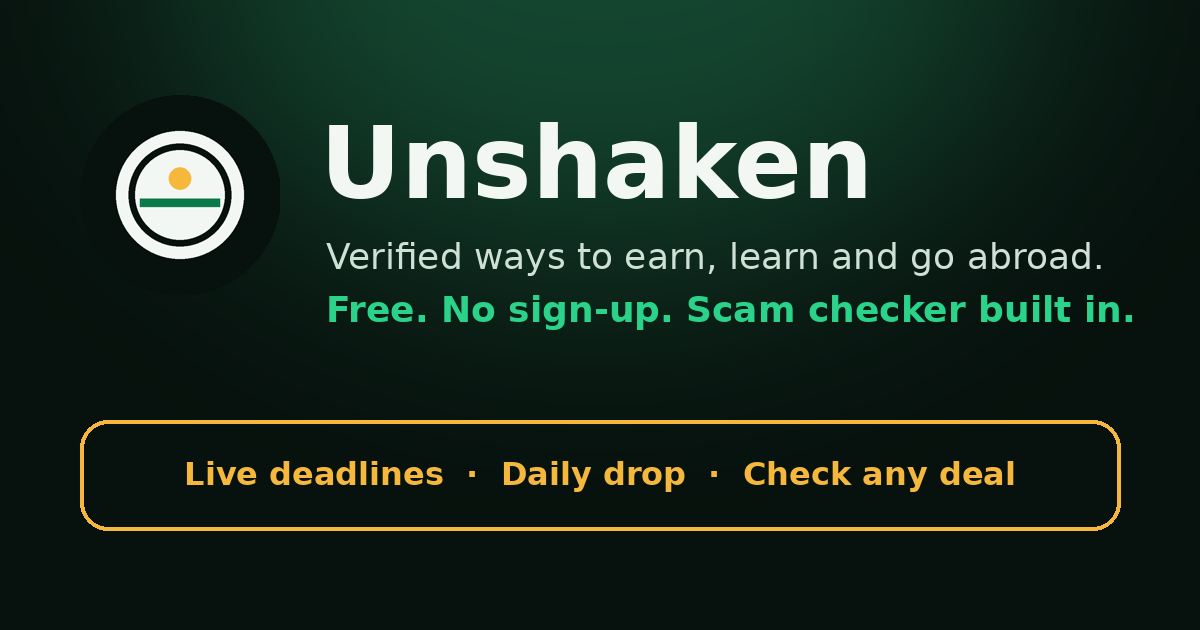 Unshaken
Verified ways to earn, learn and go abroad.
Free. No sign-up. Scam checker built in.
Live deadlines · Daily drop · Check any deal